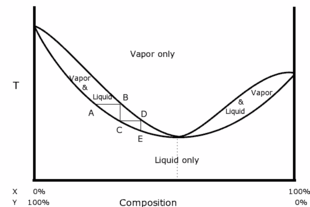 Vapor only
T
Vapor
&
Liquid
Vapor
&
Liquid
A
B
C
D
E
Liquid only
X 0% 100%
Y 100% Composition 0%